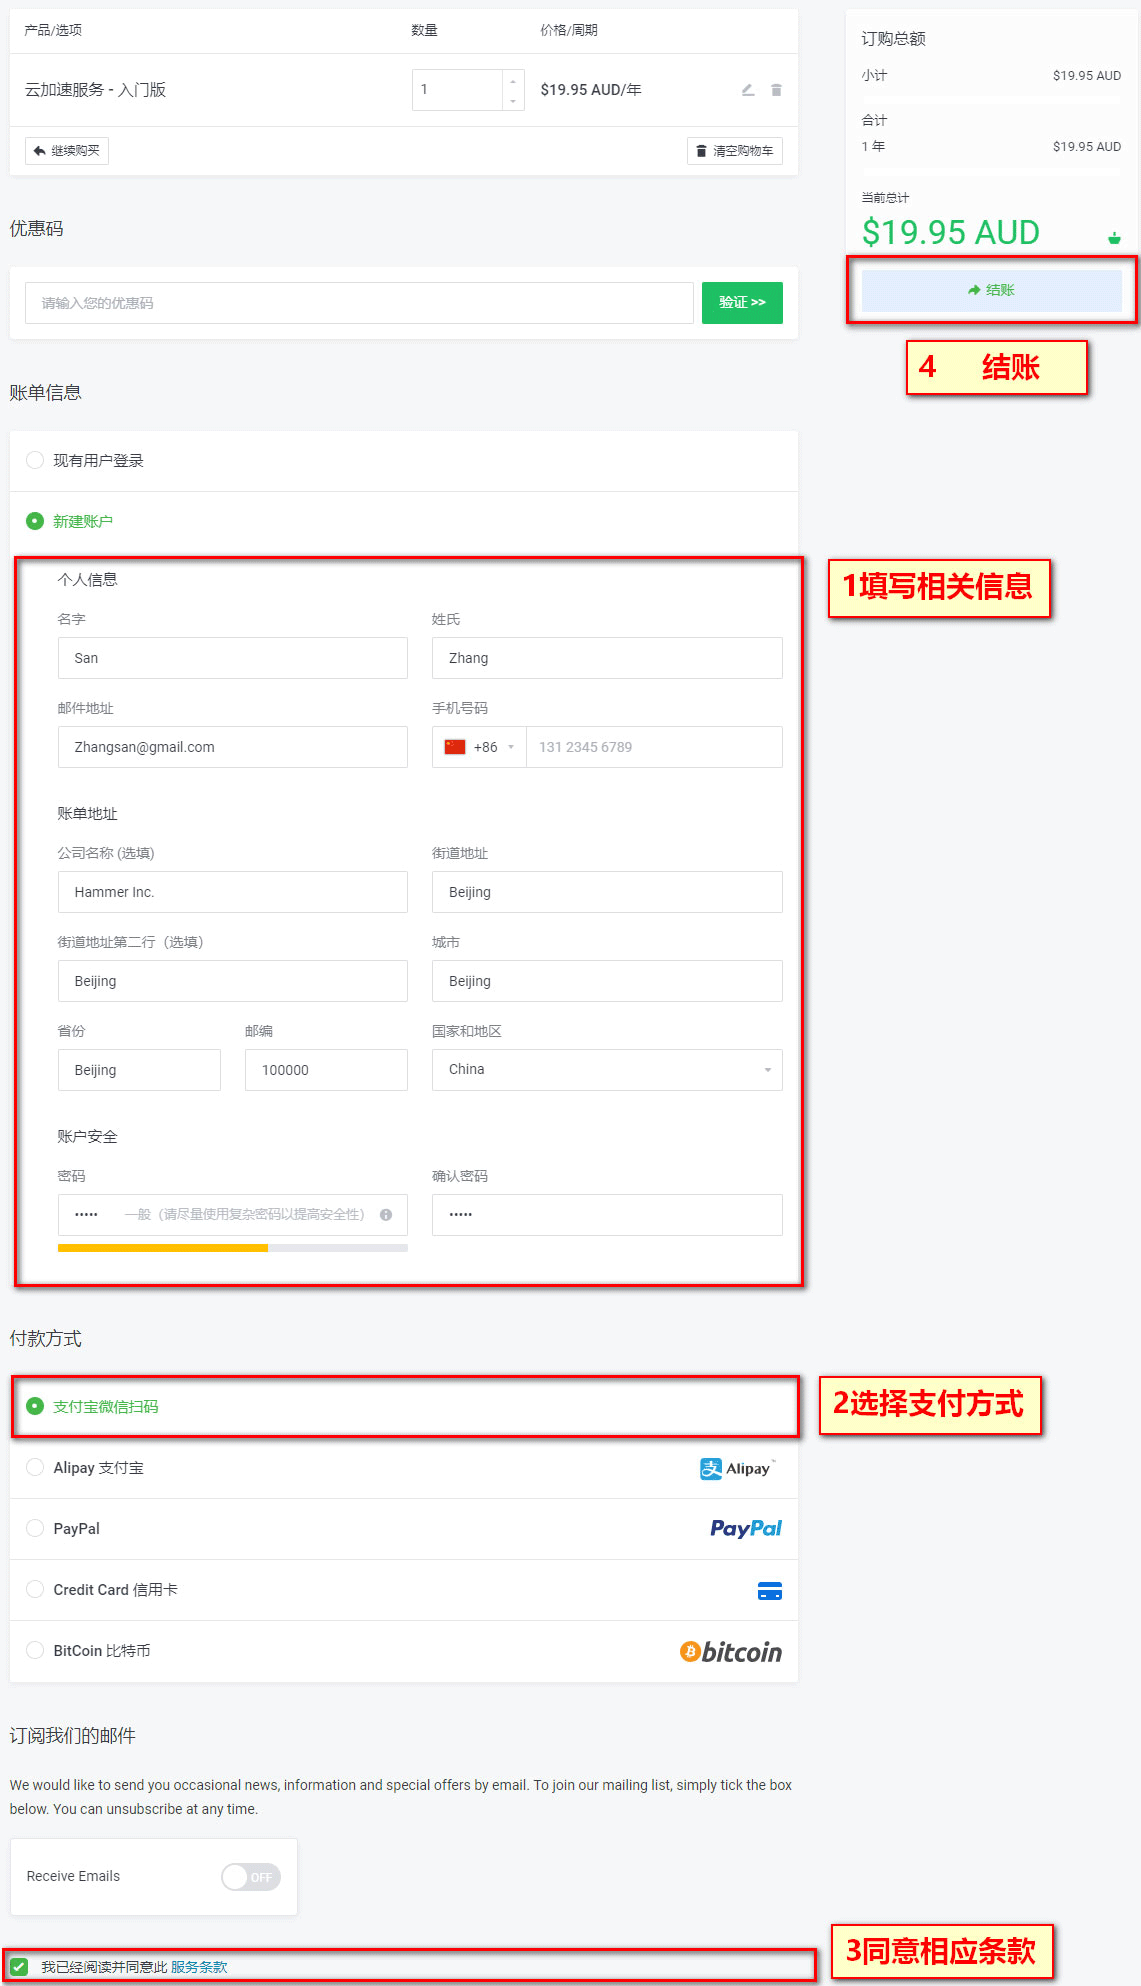 产品/选项 数量 价格/周期
云加速服务 - 入门版 1 $19.95 AUD/年
继续购买 清空购物车
订购总额
小计 $19.95 AUD
合计
1 年 $19.95 AUD
当前总计
$19.95 AUD
结账
4 结账
优惠码
请输入您的优惠码 验证 >>
账单信息
现有用户登录
新建账户
1填写相关信息
个人信息
名字 姓氏
San Zhang
邮件地址 手机号码
Zhangsan@gmail.com +86 131 2345 6789
账单地址
公司名称 (选填) 街道地址
Hammer Inc. Beijing
街道地址第二行（选填） 城市
Beijing Beijing
省份 邮编 国家和地区
Beijing 100000 China
账户安全
密码 确认密码
••••• 一般（请尽量使用复杂密码以提高安全性） •••••
付款方式
支付宝微信扫码
2选择支付方式
Alipay 支付宝 支 Alipay™
PayPal PayPal
Credit Card 信用卡
BitCoin 比特币 bitcoin
订阅我们的邮件
We would like to send you occasional news, information and special offers by email. To join our mailing list, simply tick the box
below. You can unsubscribe at any time.
Receive Emails OFF
我已经阅读并同意此 服务条款
3同意相应条款